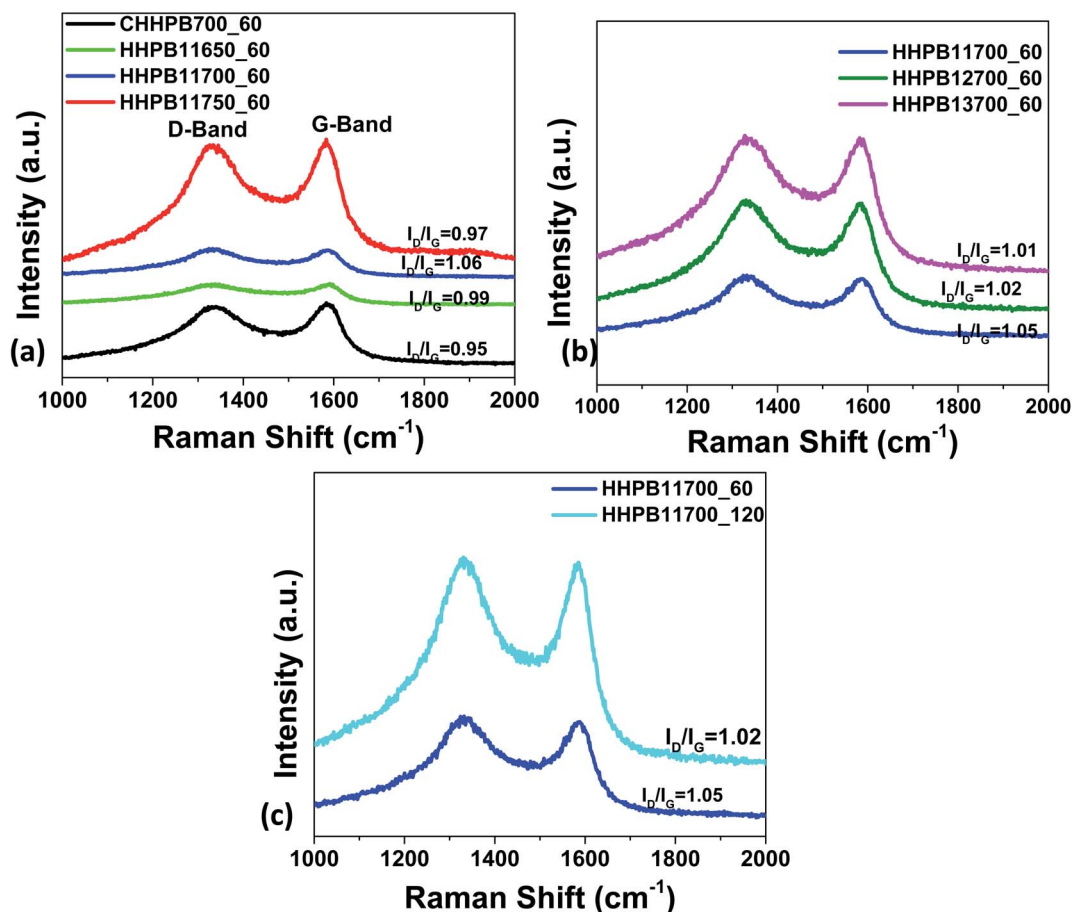 CHHPB700_60
HHPB11650_60
HHPB11700_60
HHPB11750_60
D-Band
G-Band
I_D/I_G=0.97
I_D/I_G=1.06
I_D/I_G=0.99
I_D/I_G=0.95
Intensity (a.u.)
(a)
1000 1200 1400 1600 1800 2000
Raman Shift (cm⁻¹)
HHPB11700_60
HHPB12700_60
HHPB13700_60
I_D/I_G=1.01
I_D/I_G=1.02
I_D/I_G=1.05
Intensity (a.u.)
(b)
1000 1200 1400 1600 1800 2000
Raman Shift (cm⁻¹)
HHPB11700_60
HHPB11700_120
I_D/I_G=1.02
I_D/I_G=1.05
Intensity (a.u.)
(c)
1000 1200 1400 1600 1800 2000
Raman Shift (cm⁻¹)